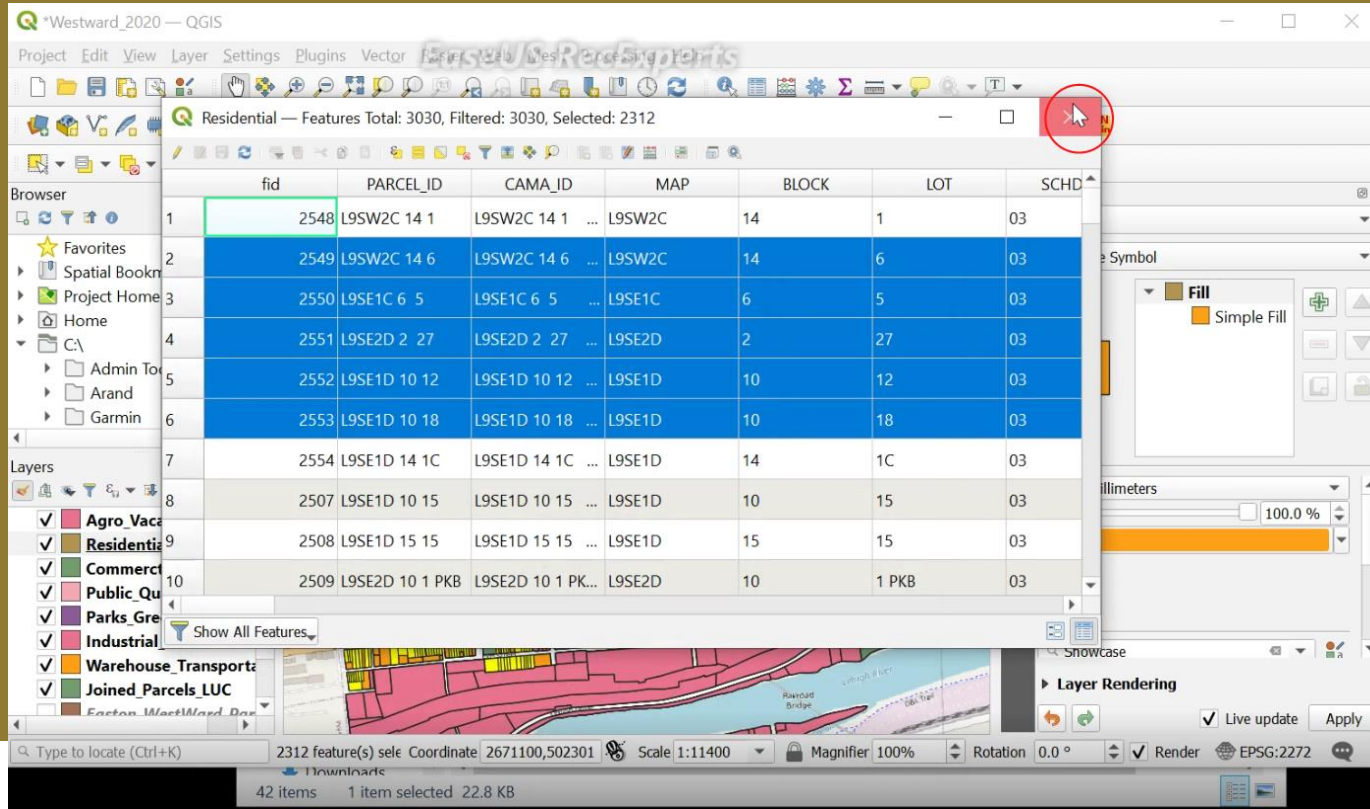 *Westward_2020 — QGIS
Project Edit View Layer Settings Plugins Vector
EaseUS RecExperts
Residential — Features Total: 3030, Filtered: 3030, Selected: 2312
fid PARCEL_ID CAMA_ID MAP BLOCK LOT SCHD
1 2548 L9SW2C 14 1 L9SW2C 14 1 ... L9SW2C 14 1 03
2 2549 L9SW2C 14 6 L9SW2C 14 6 ... L9SW2C 14 6 03
3 2550 L9SE1C 6 5 L9SE1C 6 5 ... L9SE1C 6 5 03
4 2551 L9SE2D 2 27 L9SE2D 2 27 ... L9SE2D 2 27 03
5 2552 L9SE1D 10 12 L9SE1D 10 12 ... L9SE1D 10 12 03
6 2553 L9SE1D 10 18 L9SE1D 10 18 ... L9SE1D 10 18 03
7 2554 L9SE1D 14 1C L9SE1D 14 1C ... L9SE1D 14 1C 03
8 2507 L9SE1D 10 15 L9SE1D 10 15 ... L9SE1D 10 15 03
9 2508 L9SE1D 15 15 L9SE1D 15 15 ... L9SE1D 15 15 03
10 2509 L9SE2D 10 1 PKB L9SE2D 10 1 PK... L9SE2D 10 1 PKB 03
Show All Features
Browser
Favorites
Spatial Bookm
Project Home
Home
C:\
Admin Too
Arand
Garmin
Layers
Agro_Vaca
Residentia
Commerc
Public_Qu
Parks_Gre
Industrial_
Warehouse_Transporta
Joined_Parcels_LUC
Easton_WestWard_Par
e Symbol
Fill
Simple Fill
illimeters
100.0 %
Showcase
Layer Rendering
Live update Apply
Lehigh River
Railroad
Bridge
D&L Trail
Type to locate (Ctrl+K) 2312 feature(s) sele Coordinate 2671100,502301 Scale 1:11400 Magnifier 100% Rotation 0.0 ° Render EPSG:2272
Downloads
42 items 1 item selected 22.8 KB